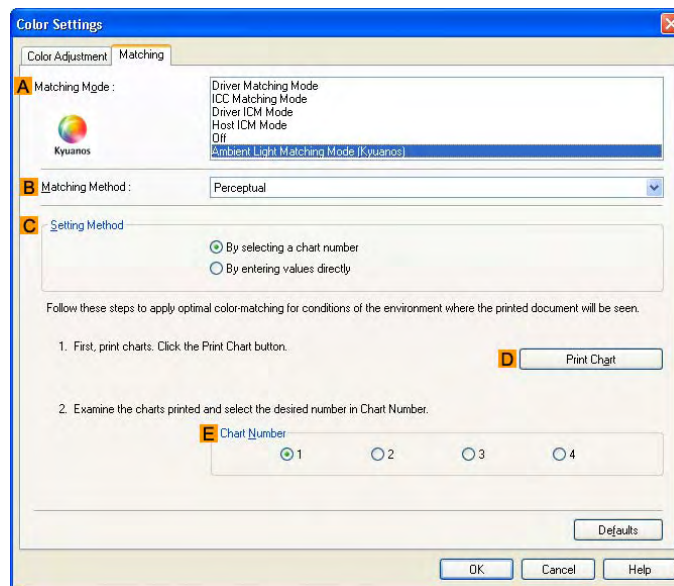 Color Settings
Color Adjustment Matching
A Matching Mode :
Driver Matching Mode
ICC Matching Mode
Driver ICM Mode
Host ICM Mode
Off
Ambient Light Matching Mode (Kyuanos)
Kyuanos
B Matching Method : Perceptual
C Setting Method
By selecting a chart number
By entering values directly
Follow these steps to apply optimal color-matching for conditions of the environment where the printed document will be seen.
1. First, print charts. Click the Print Chart button.
D Print Chart
2. Examine the charts printed and select the desired number in Chart Number.
E Chart Number
1 2 3 4
Defaults
OK Cancel Help